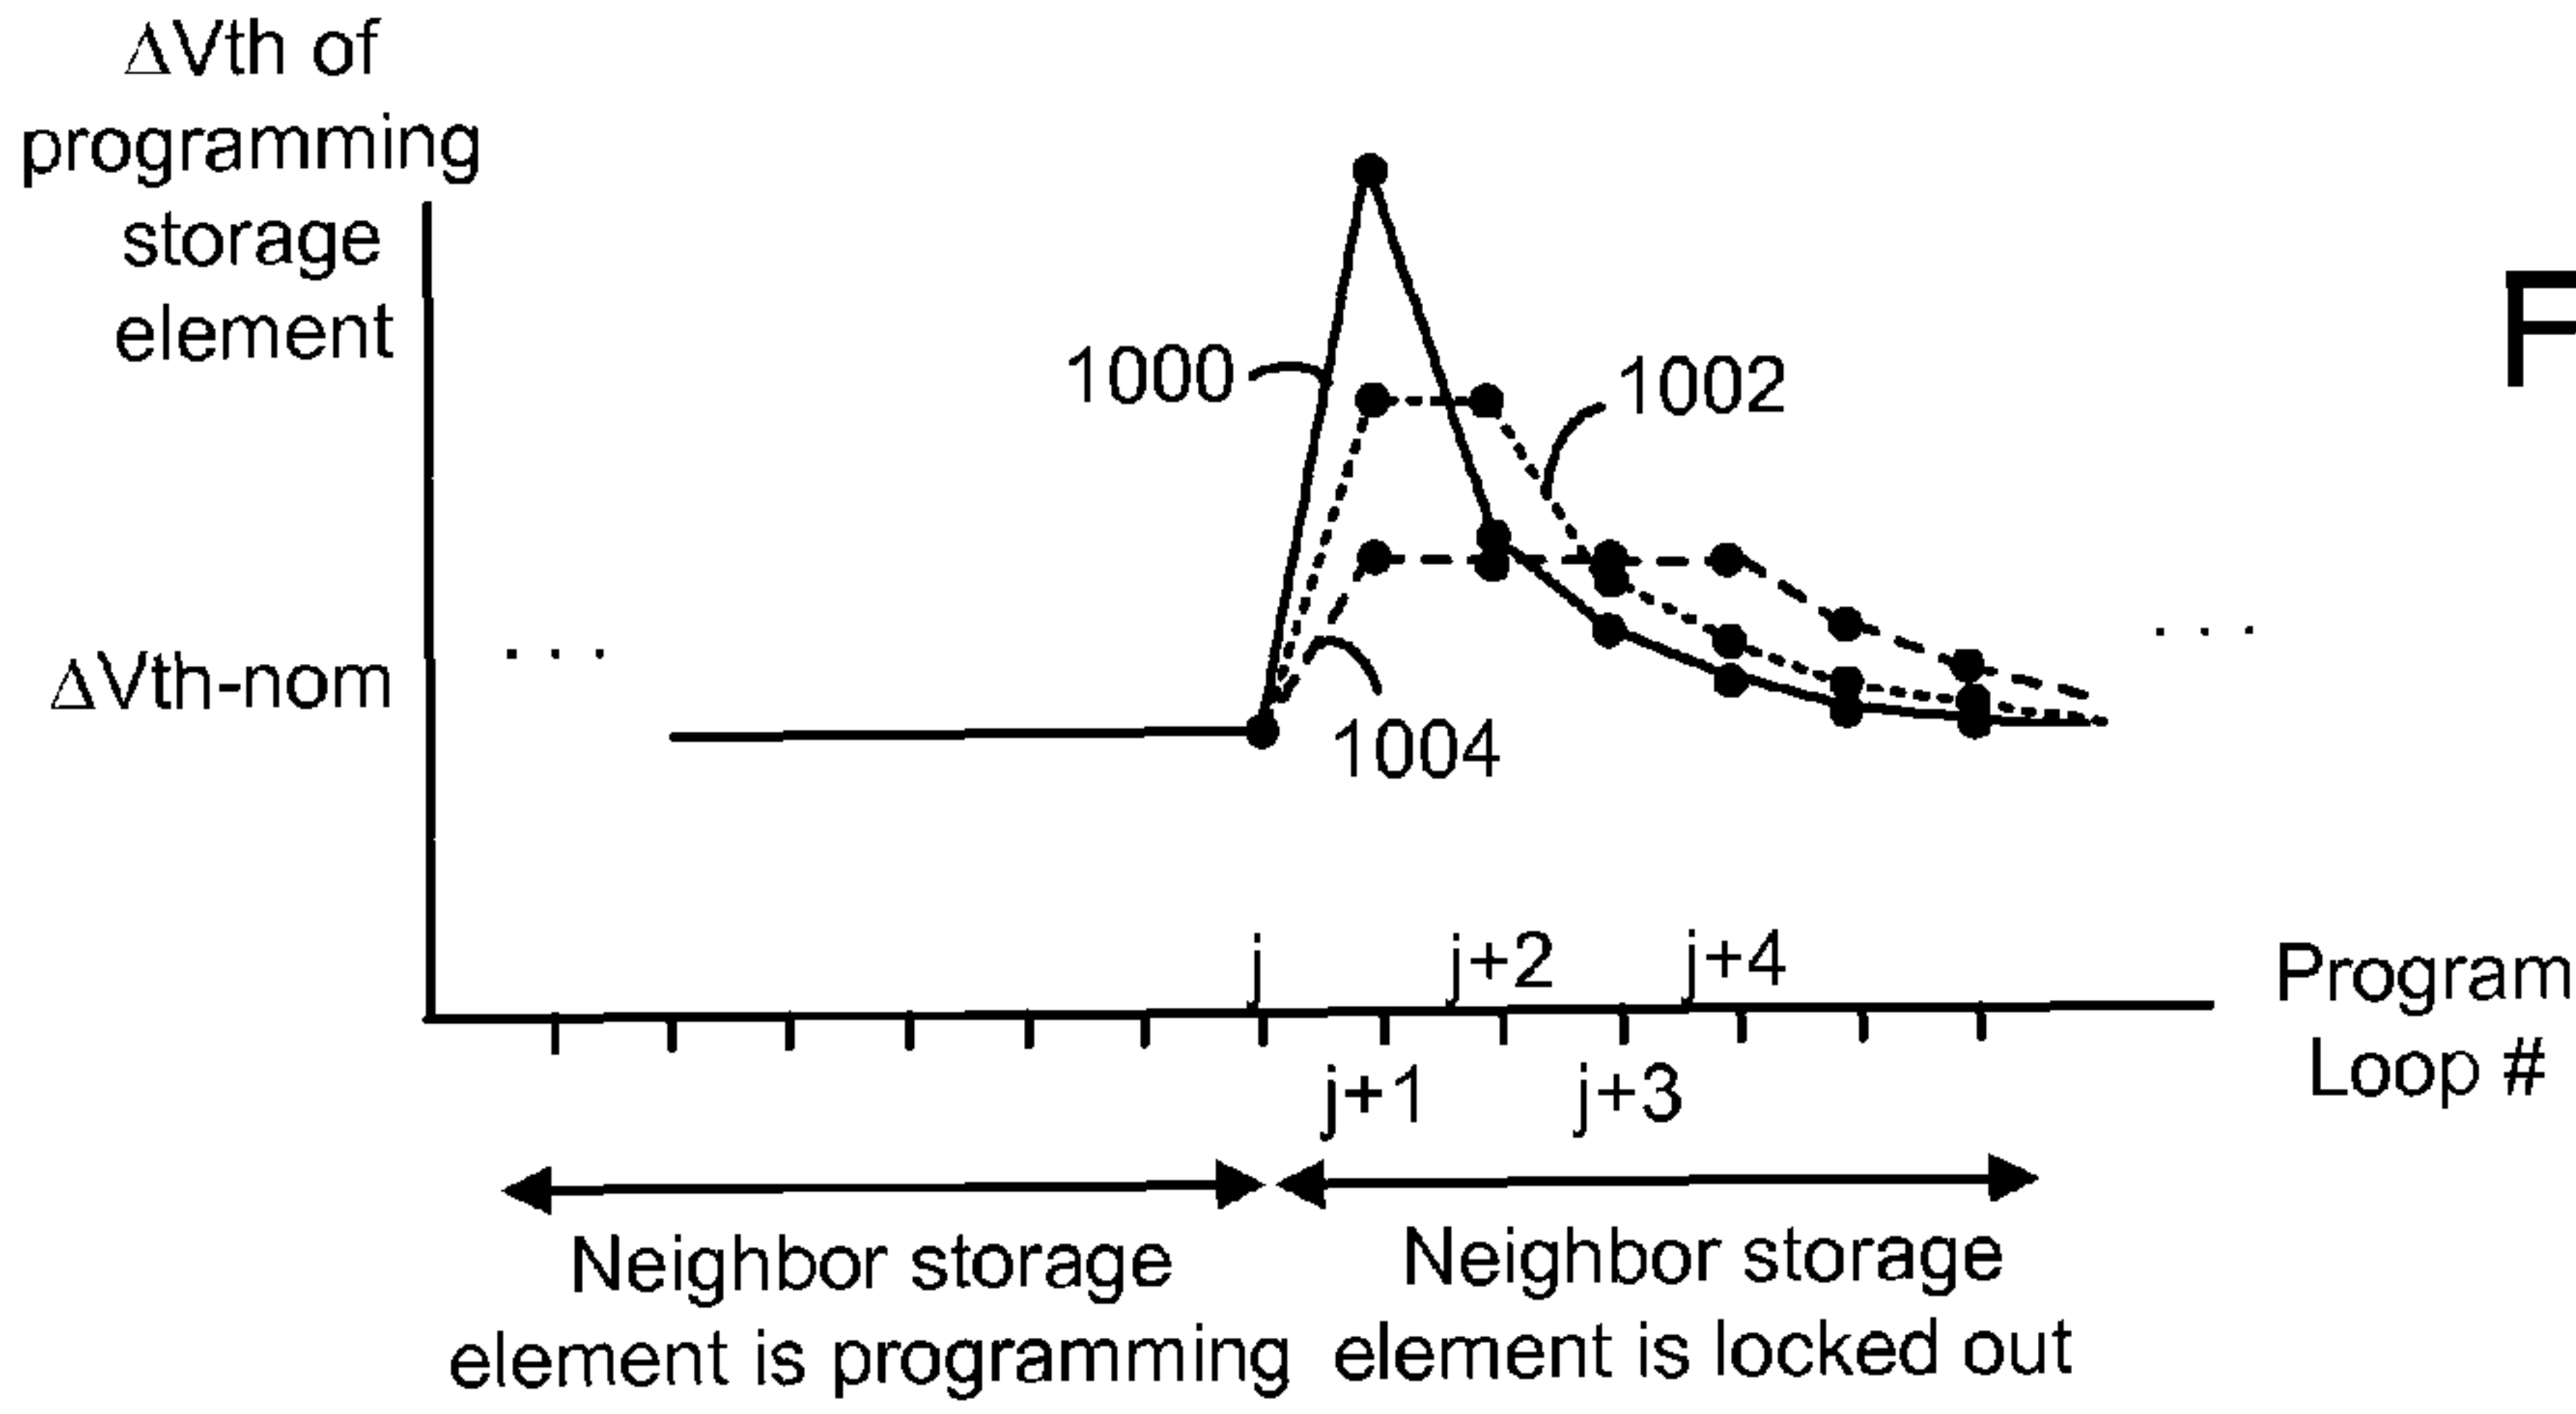 ΔVth of
programming
storage
element
F
1000
1002
ΔVth-nom
. . .
. . .
1004
j
j+2
j+4
Program
Loop #
j+1
j+3
Neighbor storage
element is programming
Neighbor storage
element is locked out